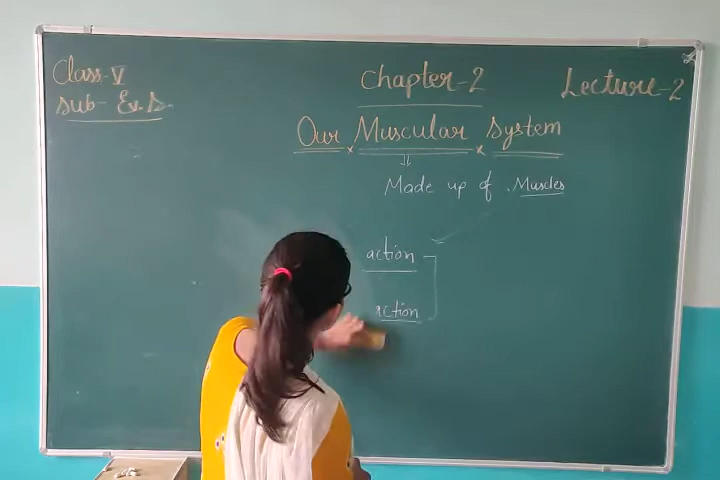 Class-V
Sub- Ev.S.
Chapter-2
Lecture-2
Our Muscular System
Made up of Muscles
action
action